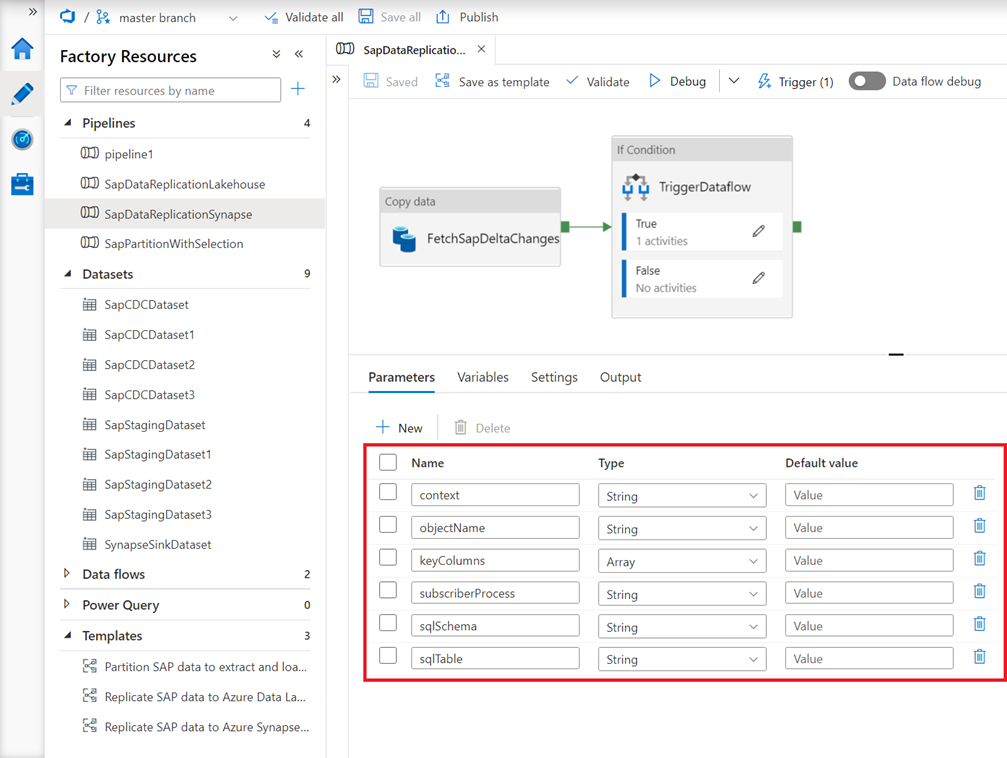 / master branch
Validate all
Save all
Publish
Factory Resources
Filter resources by name
Pipelines 4
pipeline1
SapDataReplicationLakehouse
SapDataReplicationSynapse
SapPartitionWithSelection
Datasets 9
SapCDCDataset
SapCDCDataset1
SapCDCDataset2
SapCDCDataset3
SapStagingDataset
SapStagingDataset1
SapStagingDataset2
SapStagingDataset3
SynapseSinkDataset
Data flows 2
Power Query 0
Templates 3
Partition SAP data to extract and loa...
Replicate SAP data to Azure Data La...
Replicate SAP data to Azure Synapse...
SapDataReplicatio...
Saved
Save as template
Validate
Debug
Trigger (1)
Data flow debug
Copy data
FetchSapDeltaChanges
If Condition
TriggerDataflow
True
1 activities
False
No activities
Parameters Variables Settings Output
New
Delete
Name Type Default value
context String Value
objectName String Value
keyColumns Array Value
subscriberProcess String Value
sqlSchema String Value
sqlTable String Value